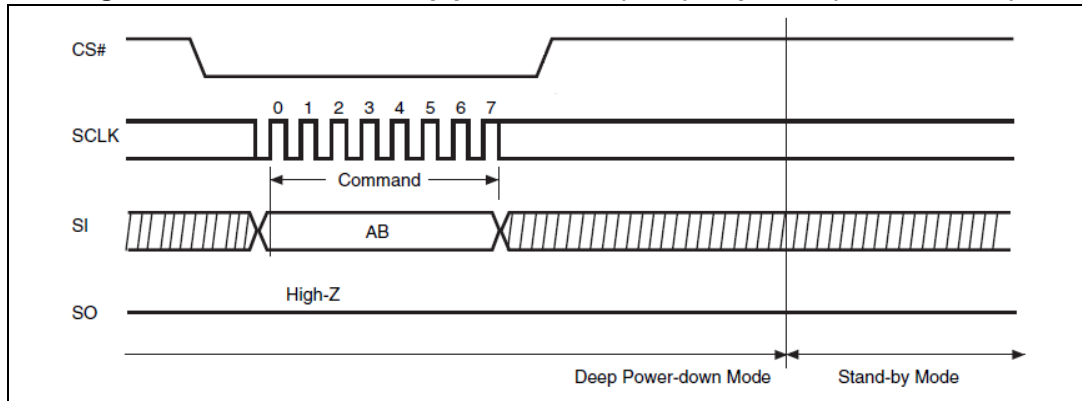 CS#
0 1 2 3 4 5 6 7
SCLK
Command
SI
AB
High-Z
SO
Deep Power-down Mode
Stand-by Mode